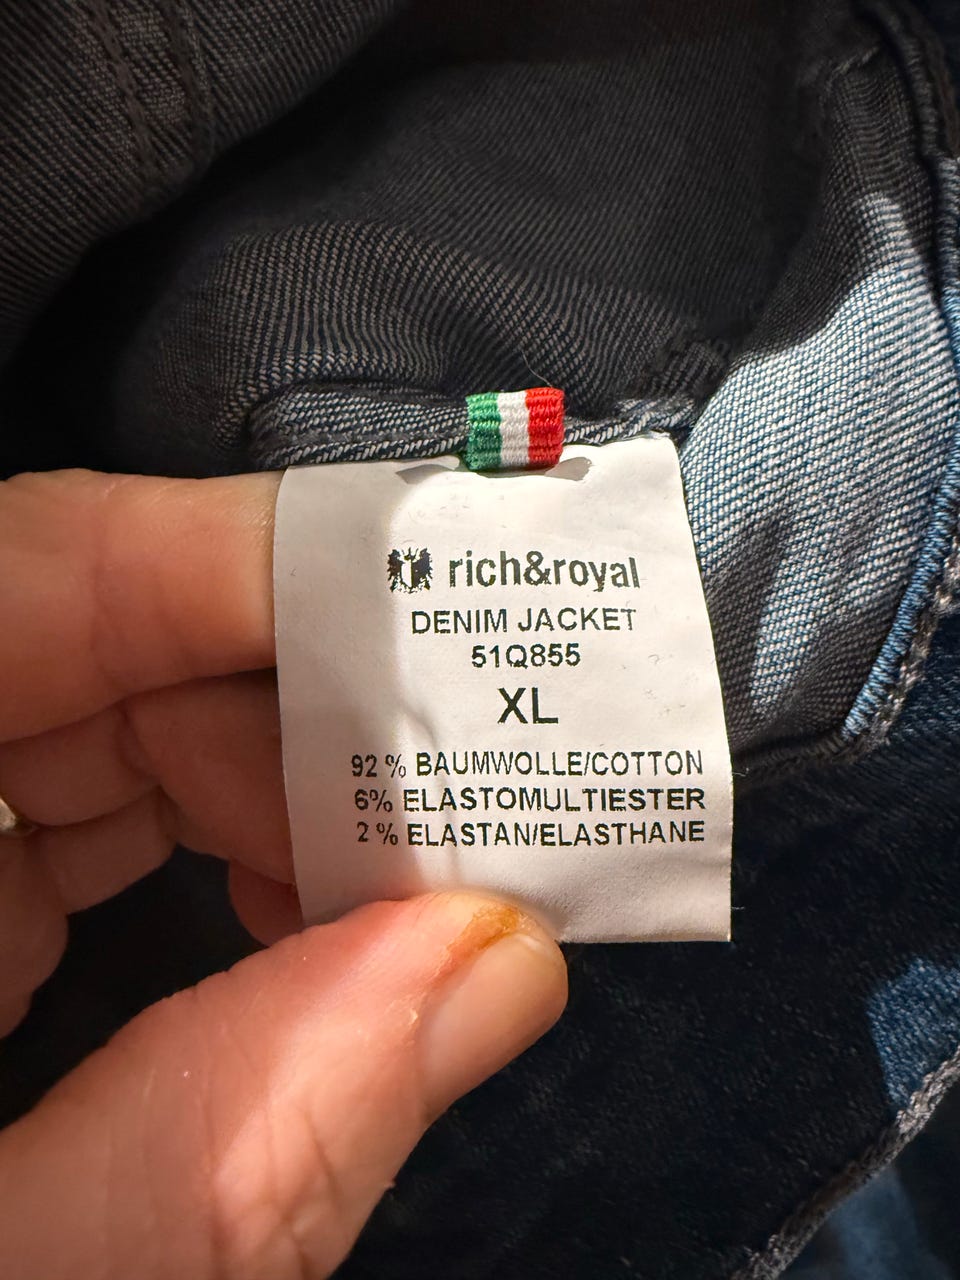 rich&royal
DENIM JACKET
51Q855
XL
92 % BAUMWOLLE/COTTON
6% ELASTOMULTIESTER
2 % ELASTAN/ELASTHANE